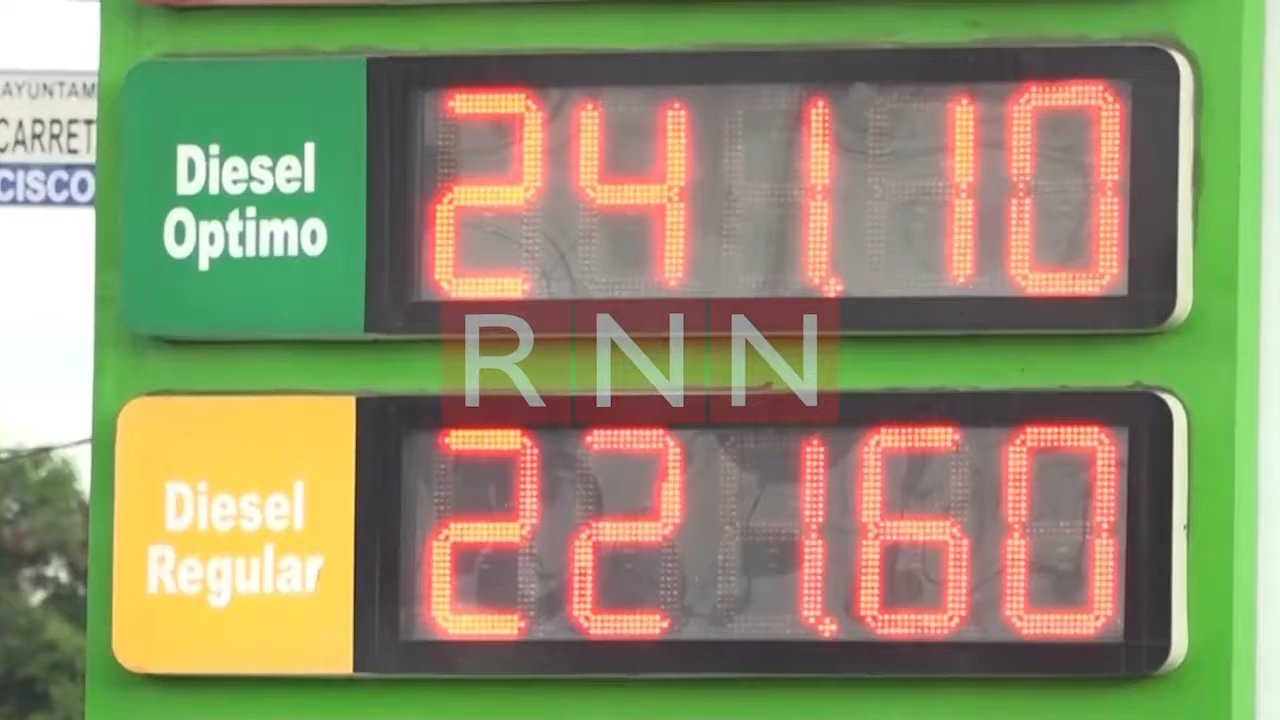 AYUNTAM
CARRET
CISCO
Diesel
Optimo
241.10
RNN
Diesel
Regular
221.60